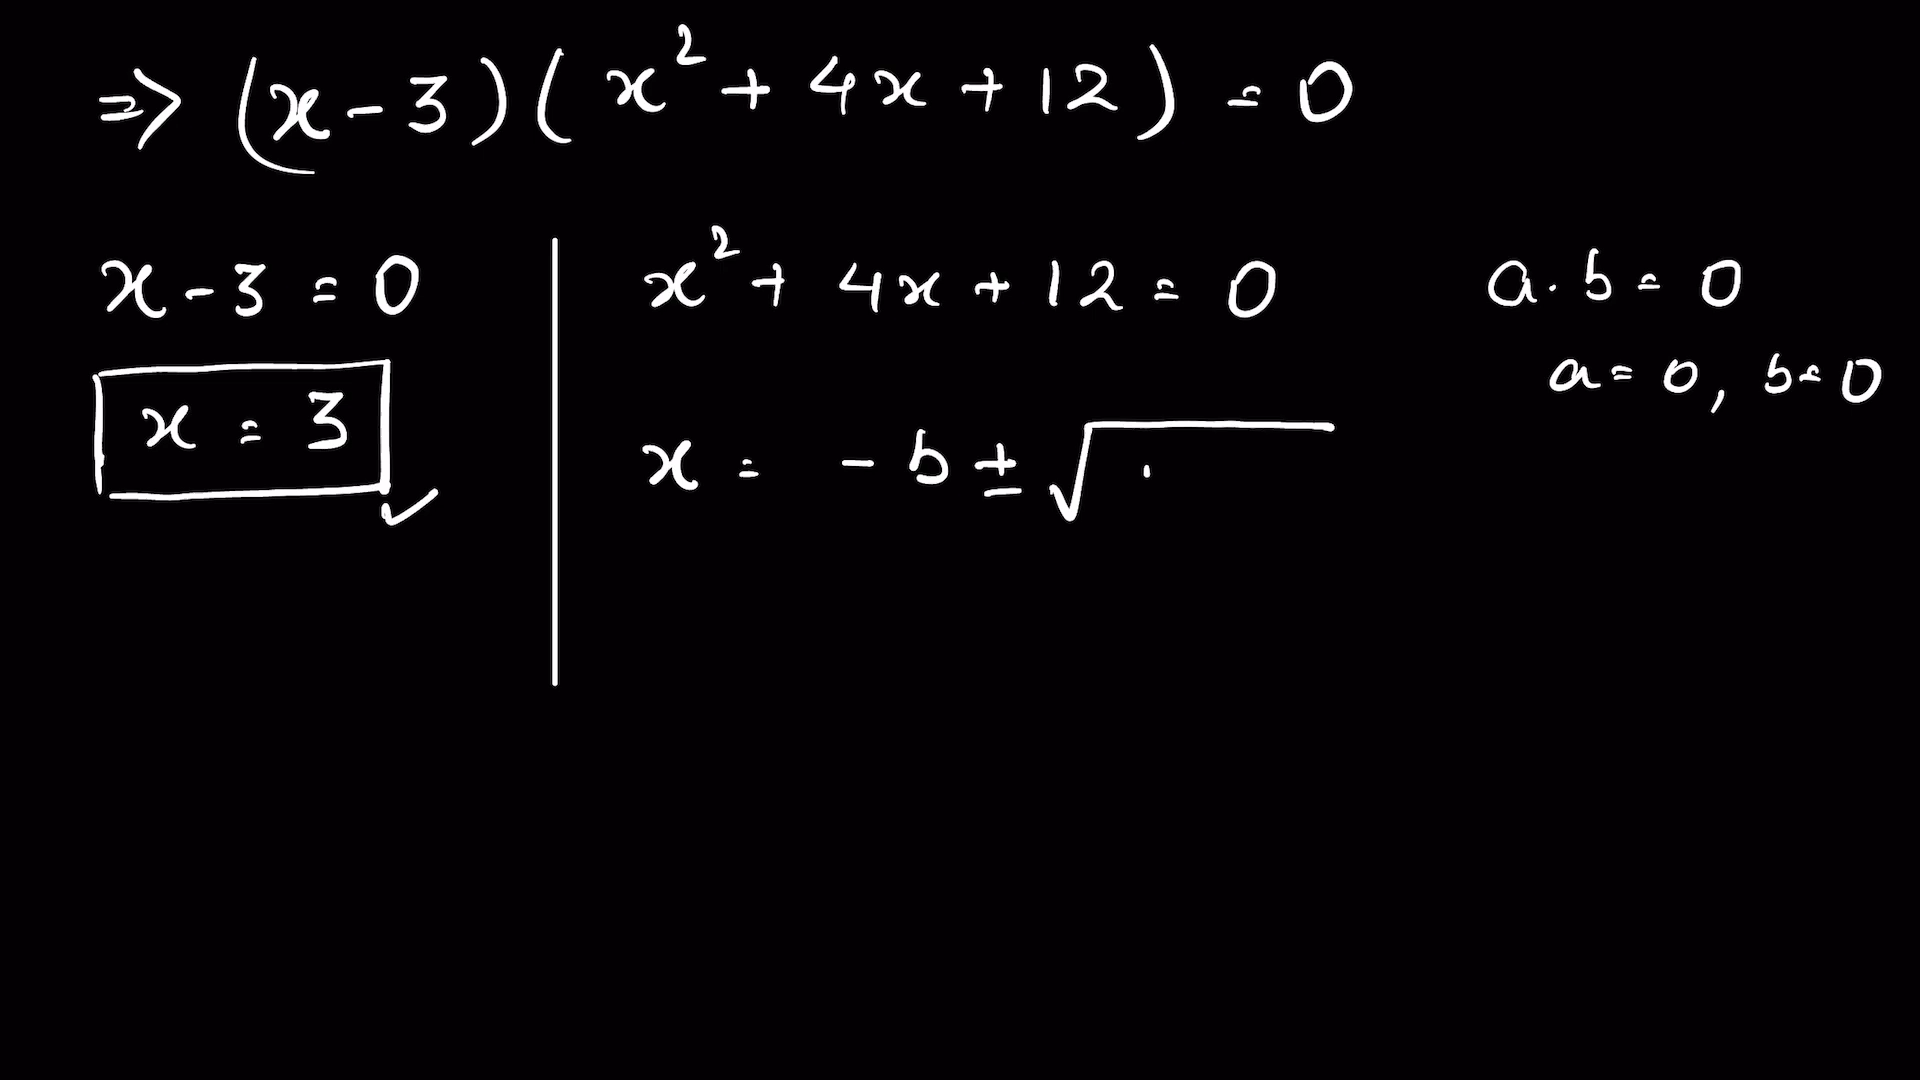 ⇒ (x - 3)(x² + 4x + 12) = 0
x - 3 = 0
x = 3 ✓
x² + 4x + 12 = 0
x = - b ± √
a . b = 0
a = 0, b = 0